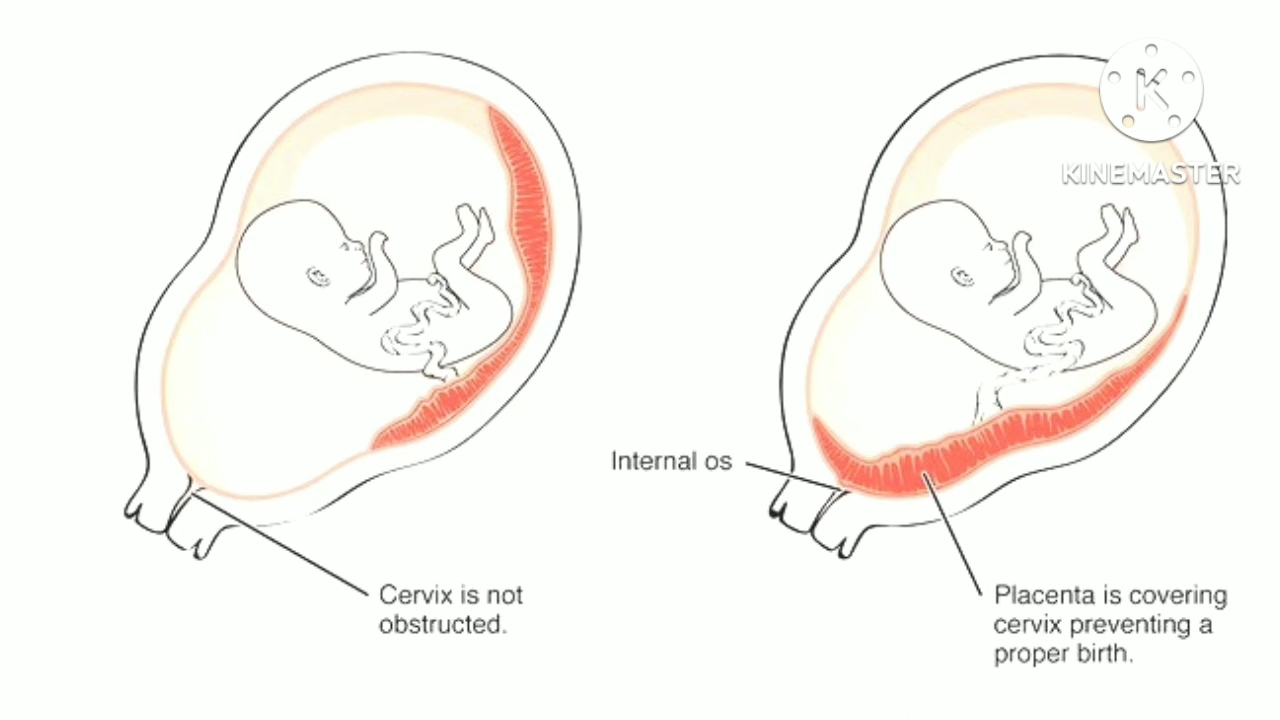 K
KINEMASTER
Internal os
Cervix is not
obstructed.
Placenta is covering
cervix preventing a
proper birth.